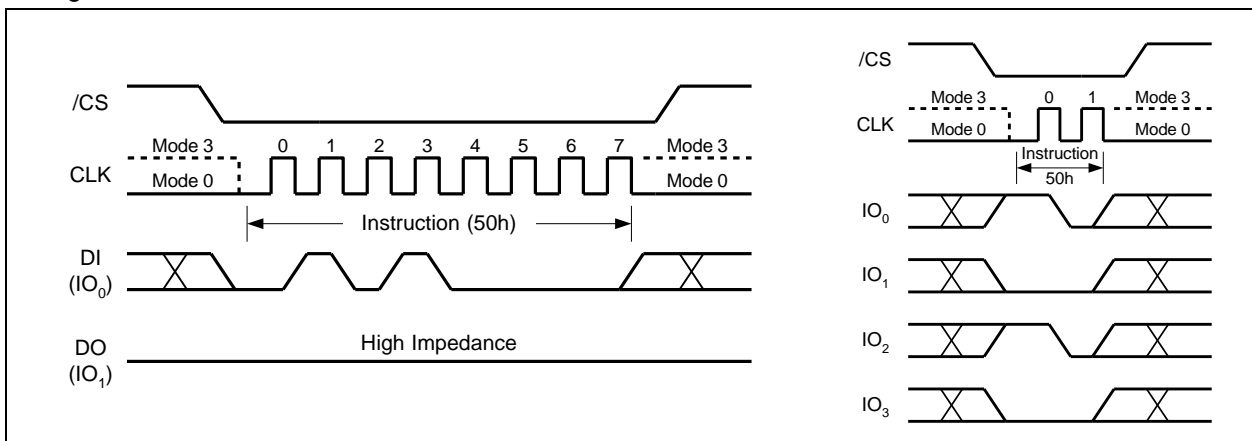 /CS
Mode 3
0 1 2 3 4 5 6 7
Mode 3
CLK
Mode 0
Mode 0
Instruction (50h)
DI
(IO0)
High Impedance
DO
(IO1)
/CS
Mode 3
0 1
Mode 3
CLK
Mode 0
Mode 0
Instruction
50h
IO0
IO1
IO2
IO3